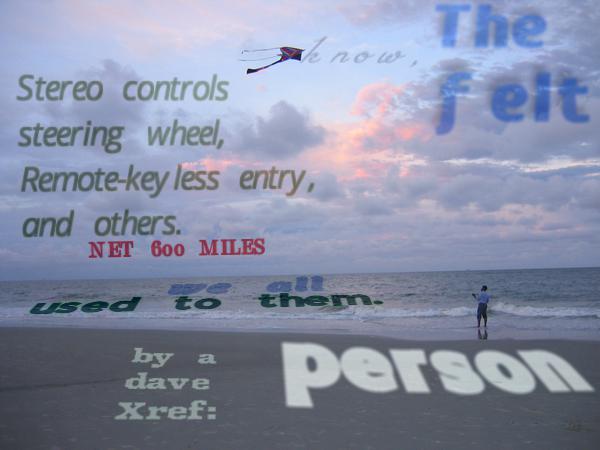 know,
The
felt
Stereo controls
steering wheel,
Remote-keyless entry,
and others.
NET 600 MILES
we all
used to them.
by a
dave
Xref:
person